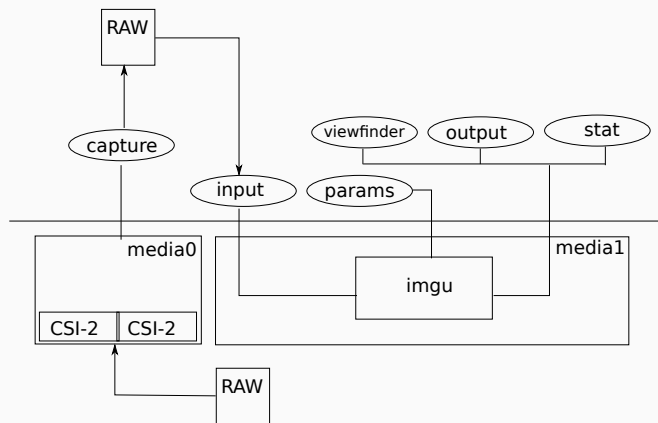 RAW
viewfinder
output
stat
capture
input
params
media0
media1
imgu
CSI-2
CSI-2
RAW